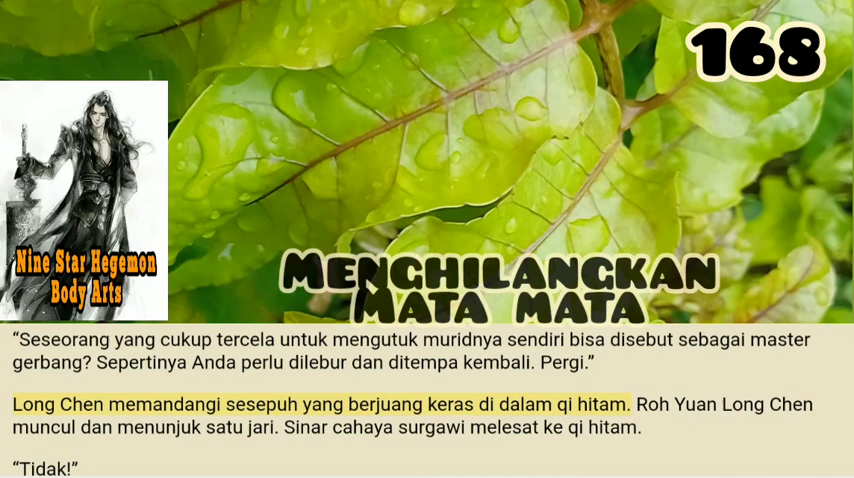 168
Nine Star Hegemon
Body Arts
MENGHILANGKAN
MATA MATA
“Seseorang yang cukup tercela untuk mengutuk muridnya sendiri bisa disebut sebagai master
gerbang? Sepertinya Anda perlu dilebur dan ditempa kembali. Pergi.”
Long Chen memandangi sesepuh yang berjuang keras di dalam qi hitam. Roh Yuan Long Chen
muncul dan menunjuk satu jari. Sinar cahaya surgawi melesat ke qi hitam.
“Tidak!”